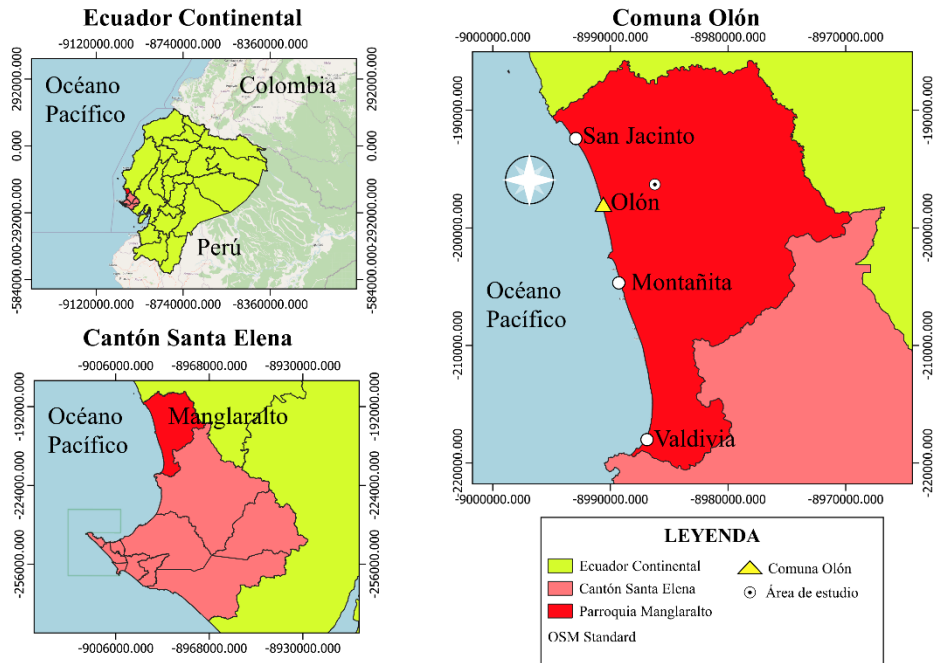 Ecuador Continental
-9120000.000 -8740000.000 -8360000.000
Océano
Pacífico
Colombia
Perú
292000.000
0.000
-292000.000
-584000.000
292000.000
0.000
-292000.000
-584000.000
-9120000.000 -8740000.000 -8360000.000
Cantón Santa Elena
-9006000.000 -8968000.000 -8930000.000
Océano
Pacífico
Manglaralto
-192000.000
-224000.000
-256000.000
-192000.000
-224000.000
-256000.000
-9006000.000 -8968000.000 -8930000.000
Comuna Olón
-9000000.000 -8990000.000 -8980000.000 -8970000.000
San Jacinto
Olón
Montañita
Océano
Pacífico
Valdivia
-190000.000
-200000.000
-210000.000
-220000.000
-190000.000
-200000.000
-210000.000
-220000.000
-9000000.000 -8990000.000 -8980000.000 -8970000.000
LEYENDA
Ecuador Continental
Cantón Santa Elena
Parroquia Manglaralto
OSM Standard
Comuna Olón
Área de estudio